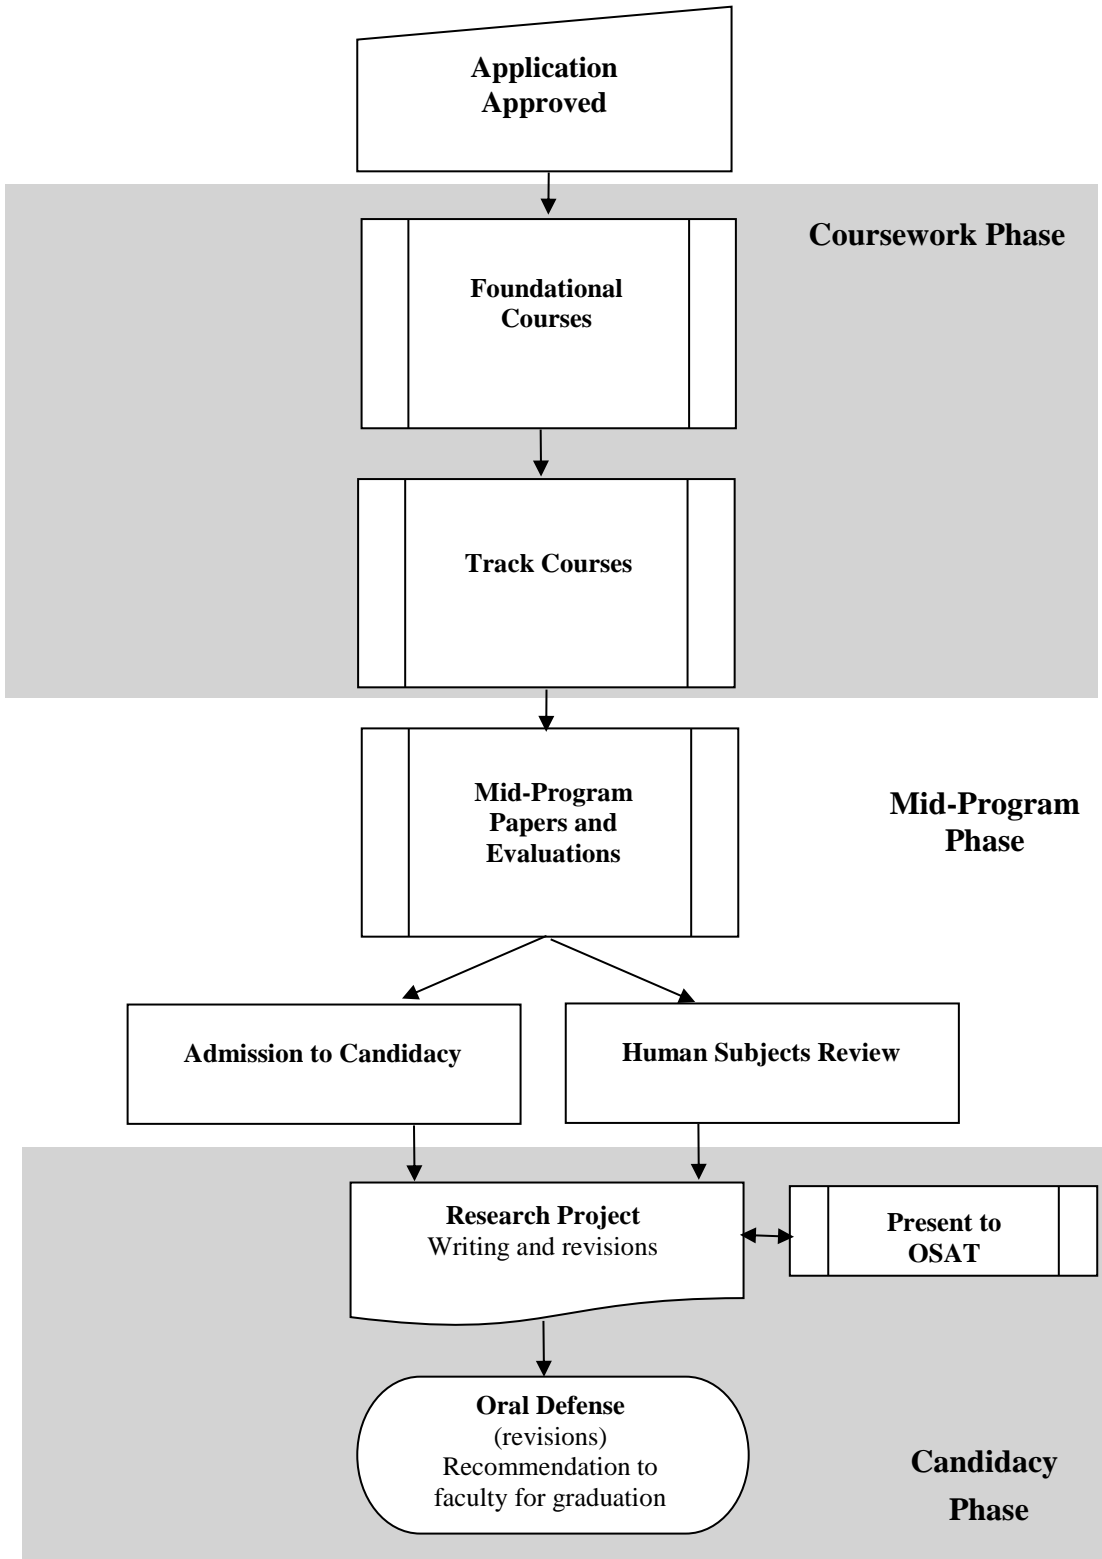 Application
Approved
Coursework Phase
Foundational
Courses
Track Courses
Mid-Program
Papers and
Evaluations
Mid-Program
Phase
Admission to Candidacy
Human Subjects Review
Research Project
Writing and revisions
Present to
OSAT
Oral Defense
(revisions)
Recommendation to
faculty for graduation
Candidacy
Phase